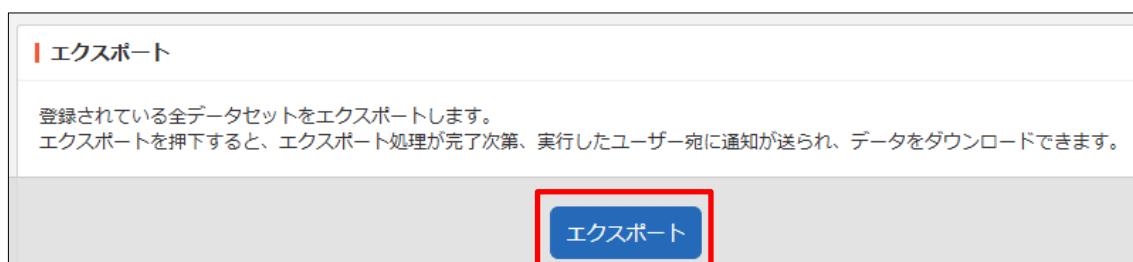 エクスポート
登録されている全データセットをエクスポートします。
エクスポートを押下すると、エクスポート処理が完了次第、実行したユーザー宛に通知が送られ、データをダウンロードできます。
エクスポート